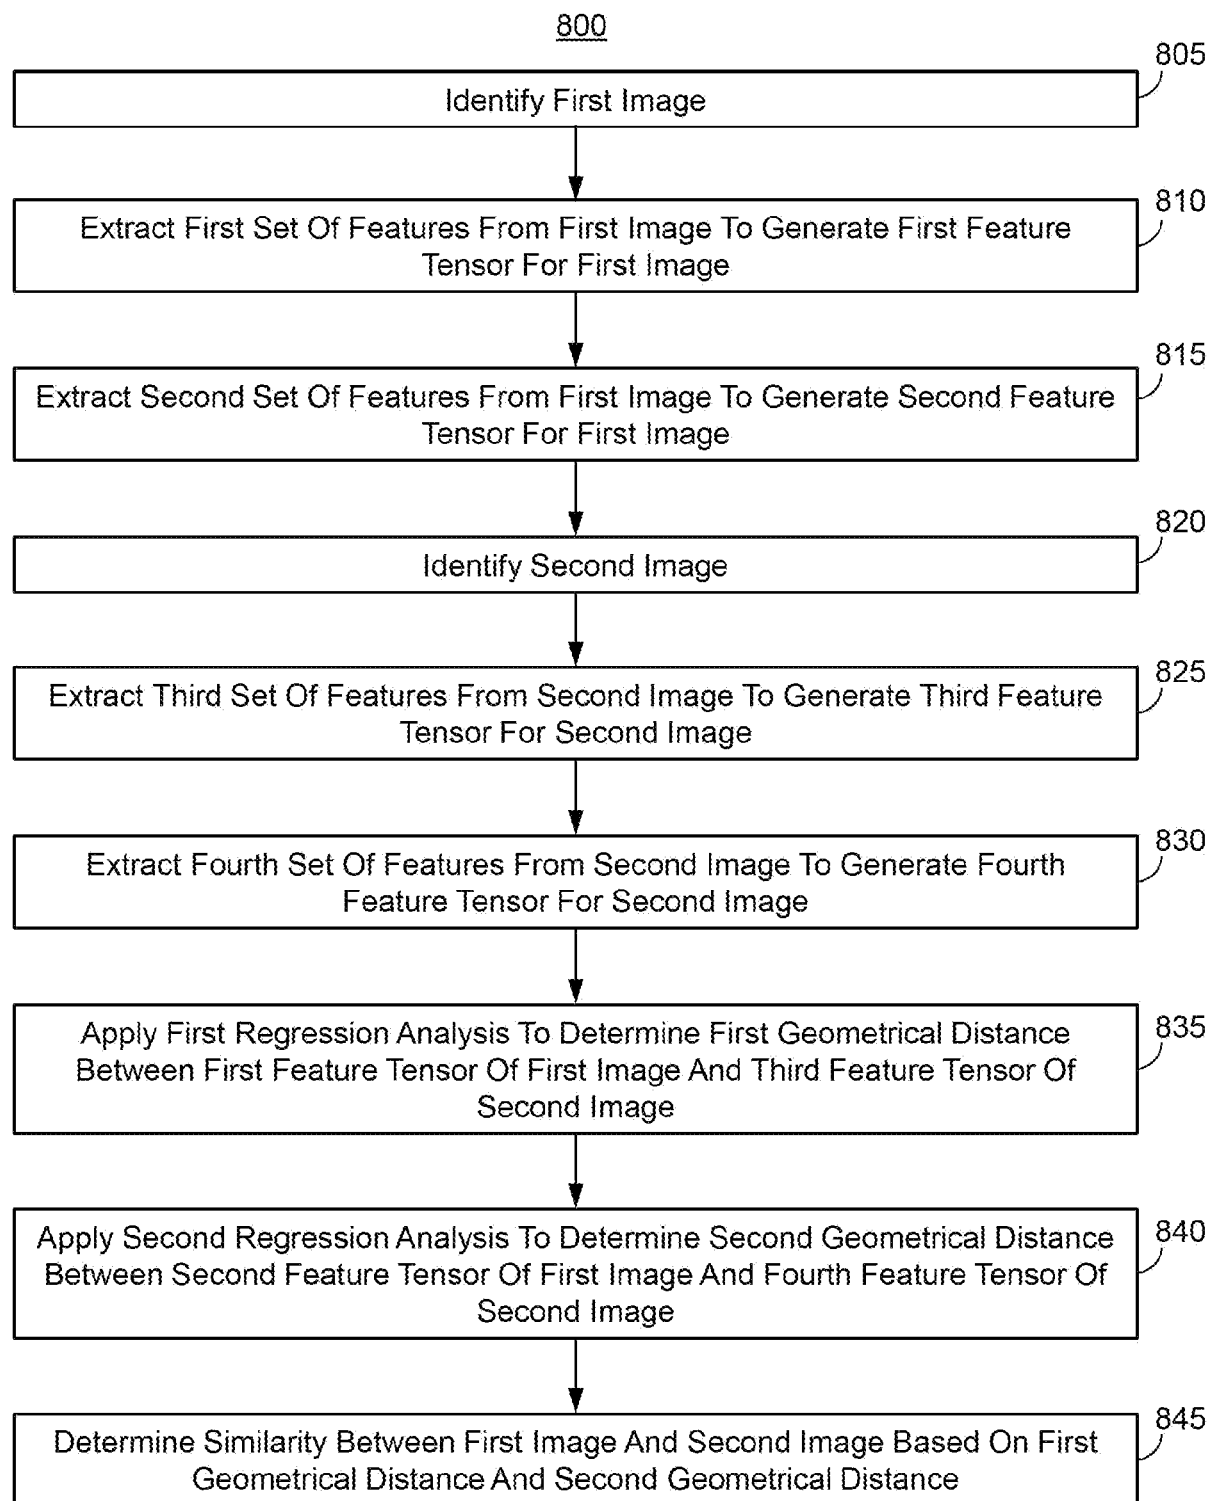 800
805
Identify First Image
810
Extract First Set Of Features From First Image To Generate First Feature
Tensor For First Image
815
Extract Second Set Of Features From First Image To Generate Second Feature
Tensor For First Image
820
Identify Second Image
825
Extract Third Set Of Features From Second Image To Generate Third Feature
Tensor For Second Image
830
Extract Fourth Set Of Features From Second Image To Generate Fourth
Feature Tensor For Second Image
835
Apply First Regression Analysis To Determine First Geometrical Distance
Between First Feature Tensor Of First Image And Third Feature Tensor Of
Second Image
840
Apply Second Regression Analysis To Determine Second Geometrical Distance
Between Second Feature Tensor Of First Image And Fourth Feature Tensor Of
Second Image
845
Determine Similarity Between First Image And Second Image Based On First
Geometrical Distance And Second Geometrical Distance